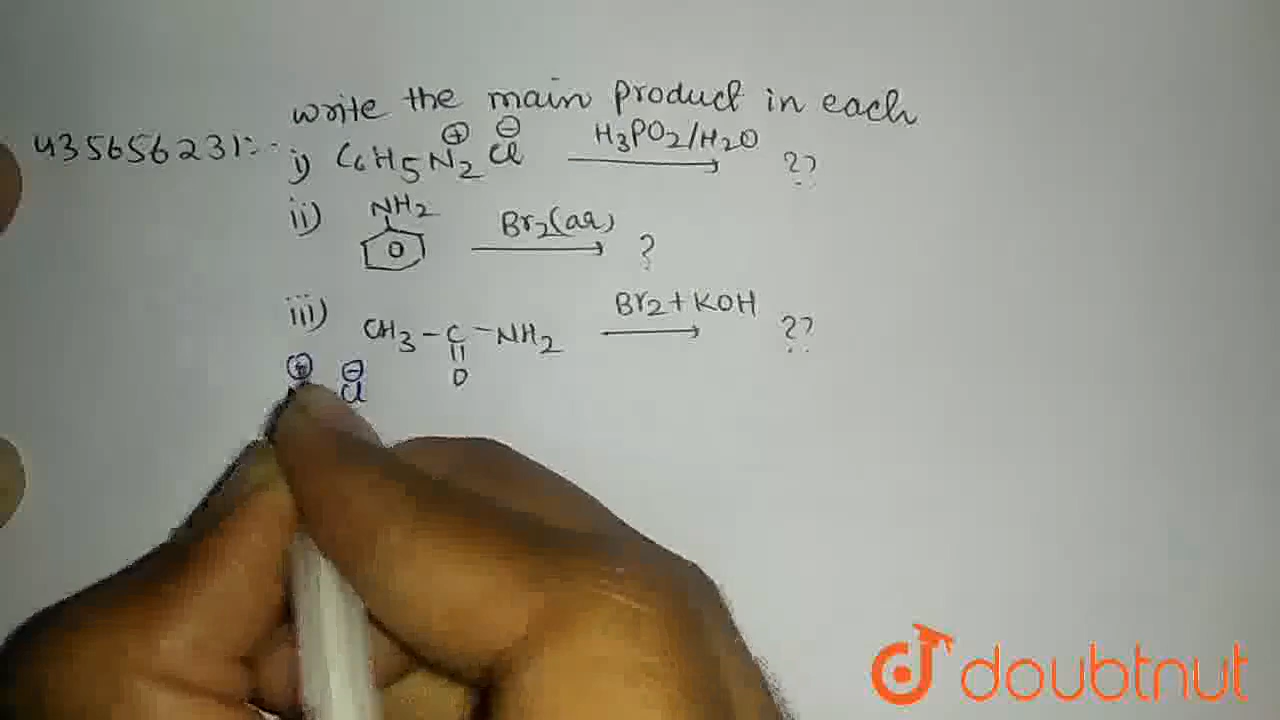 write the main product in each
435656231:-
i) C6H5N2⊕ Cl⊖ H3PO2/H2O ??
ii) NH2 Br2(aq) ?
iii) CH3-C-NH2 Br2+KOH ??
O
⊕ ⊖
Cl
doubtnut